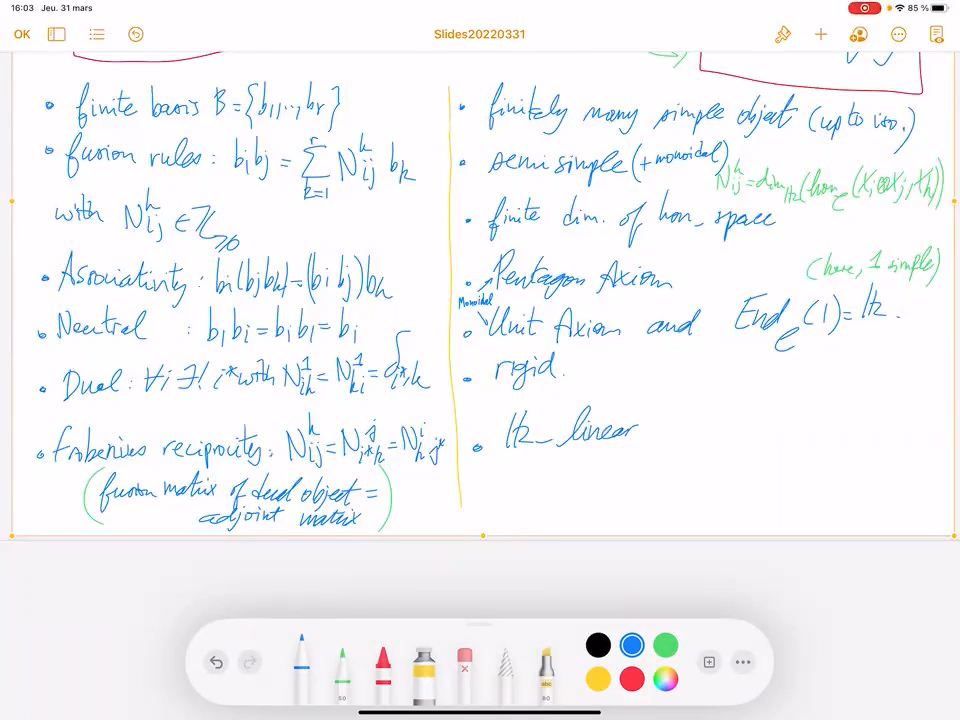 16:03 Jeu. 31 mars
85 %
OK
Slides20220331
• finite basis B = {b1,..., br}
• fusion rules : bibj = ∑_{k=1}^{r} N_{ij}^k bk
with N_{ij}^k ∈ ℤ≥0
• Associativity : bi(bjbk) = (bibj)bk
• Neutral : b1bi = bib1 = bi
• Dual : ∀i ∃! i* with N_{ik}^1 = N_{ki}^1 = δ_{i*,k}
• Frobenius reciprocity : N_{ij}^k = N_{i*k}^j = N_{kj*}^i
(fusion matrix of dual object =
adjoint matrix)
• finitely many simple object (up to iso.)
• semisimple (+ monoidal)
N_{ij}^k = dim_𝕜(hom_C(Xi⊗Xj, Xk))
• finite dim. of hom_space
(here, 1 simple)
• Pentagon Axiom
Monoidal
• Unit Axiom and End_C(1) = 𝕜.
• rigid.
• 𝕜_linear
50
abc
80